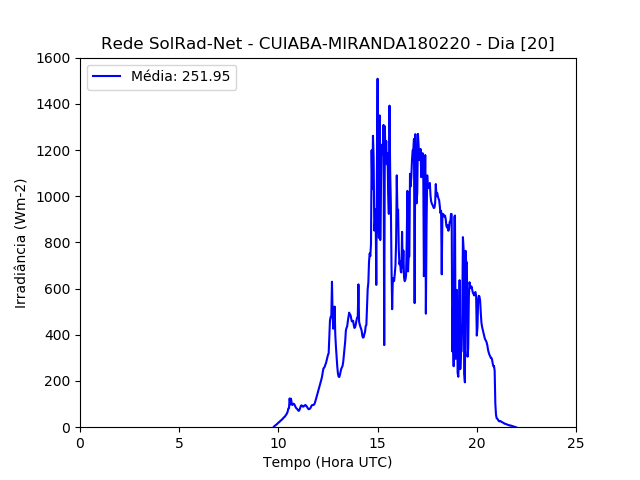 Rede SolRad-Net - CUIABA-MIRANDA180220 - Dia [20]
Média: 251.95
1600
1400
1200
1000
800
600
400
200
0
Irradiância (Wm-2)
0 5 10 15 20 25
Tempo (Hora UTC)